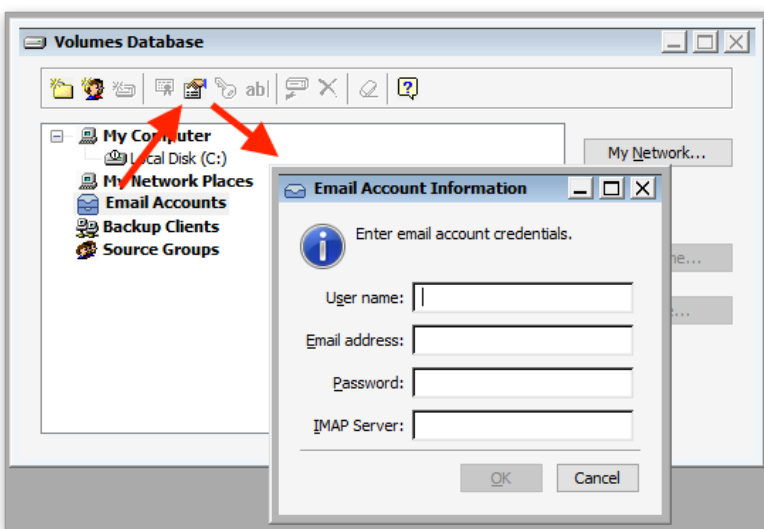 Volumes Database
ab|
My Computer
Local Disk (C:)
My Network...
My Network Places
Email Accounts
Backup Clients
Source Groups
Email Account Information
Enter email account credentials.
User name:
Email address:
Password:
IMAP Server:
OK
Cancel